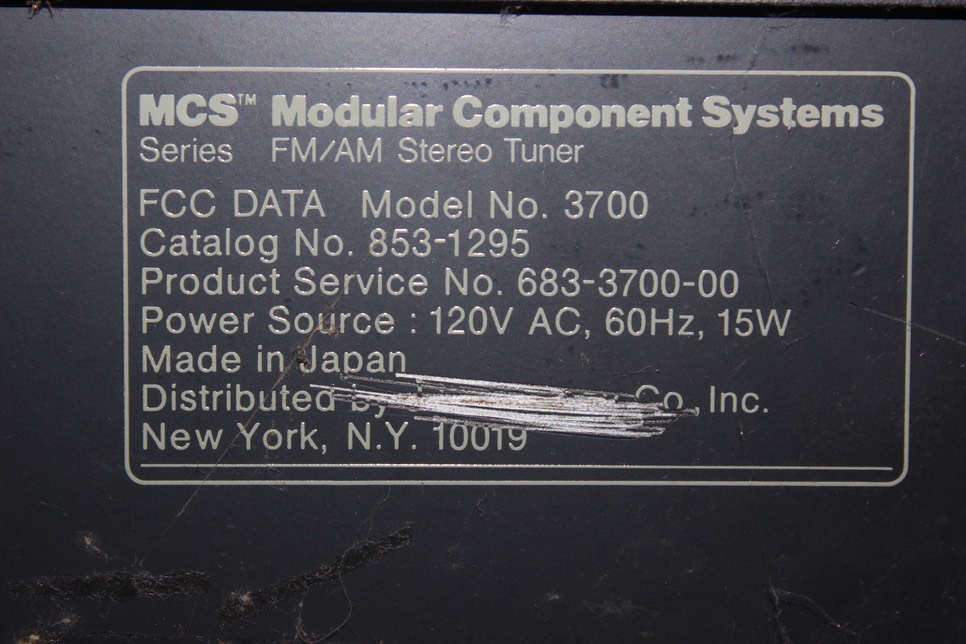 MCS™ Modular Component Systems
Series FM/AM Stereo Tuner
FCC DATA Model No. 3700
Catalog No. 853-1295
Product Service No. 683-3700-00
Power Source : 120V AC, 60Hz, 15W
Made in Japan
Distributed by Co., Inc.
New York, N.Y. 10019